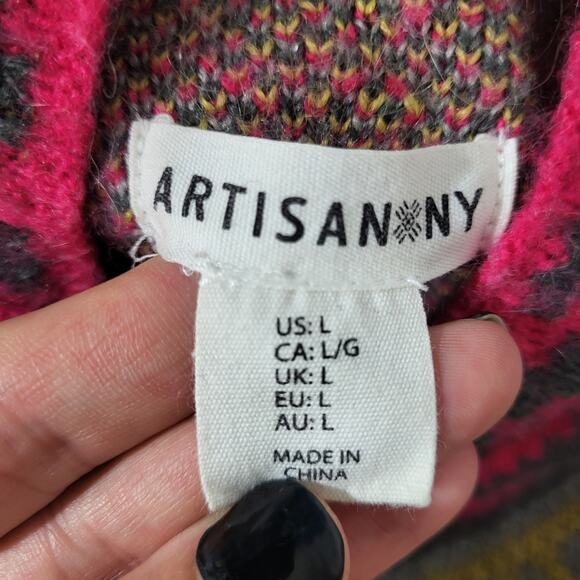 ARTISAN NY
US: L
CA: L/G
UK: L
EU: L
AU: L
MADE IN
CHINA